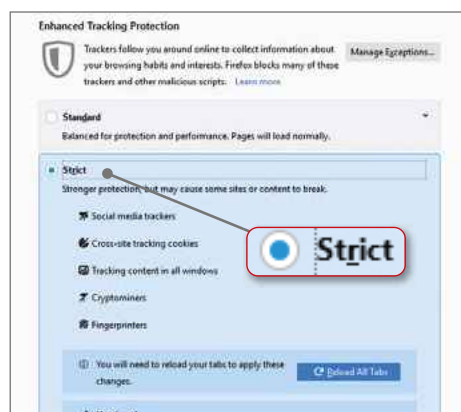 Enhanced Tracking Protection
Trackers follow you around online to collect information about
your browsing habits and interests. Firefox blocks many of these
trackers and other malicious scripts. Learn more
Manage Exceptions...
Standard
Balanced for protection and performance. Pages will load normally.
Strict
Stronger protection, but may cause some sites or content to break.
Social media trackers
Cross-site tracking cookies
Strict
Tracking content in all windows
Cryptominers
Fingerprinters
You will need to reload your tabs to apply these
changes.
Reload All Tabs